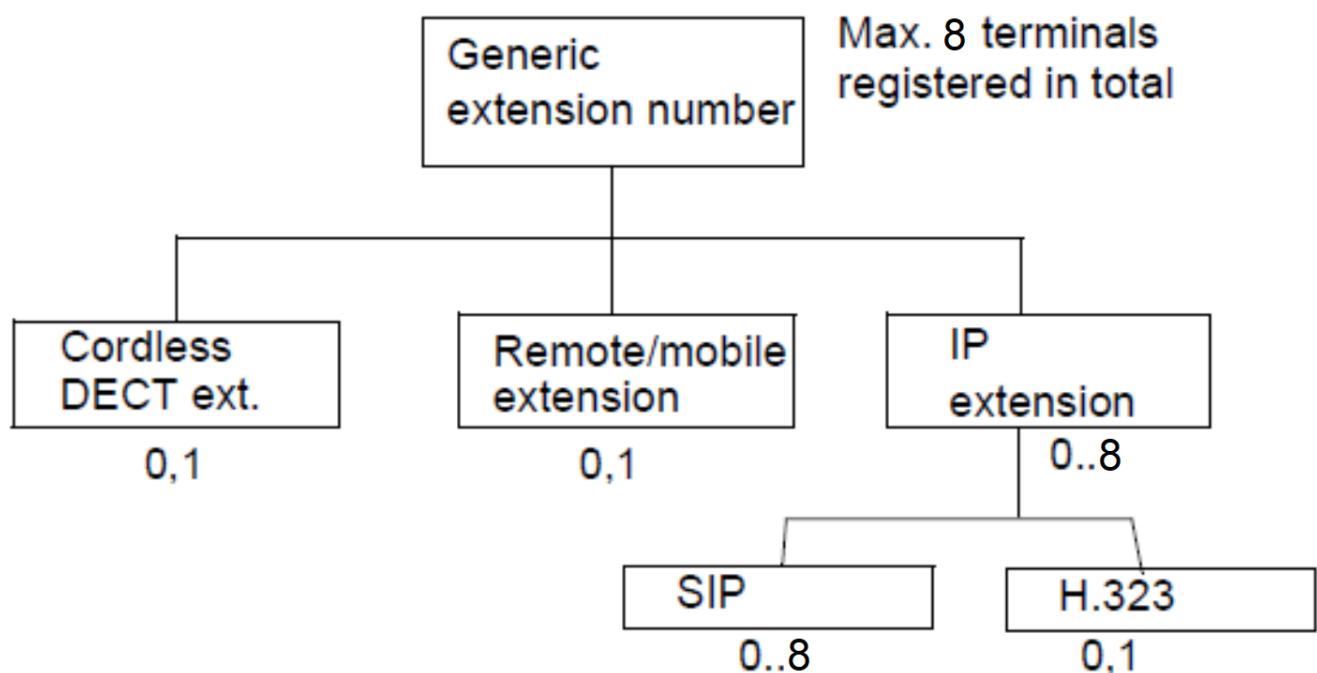 Generic
extension number
Max. 8 terminals
registered in total
Cordless
DECT ext.
0,1
Remote/mobile
extension
0,1
IP
extension
0..8
SIP
0..8
H.323
0,1